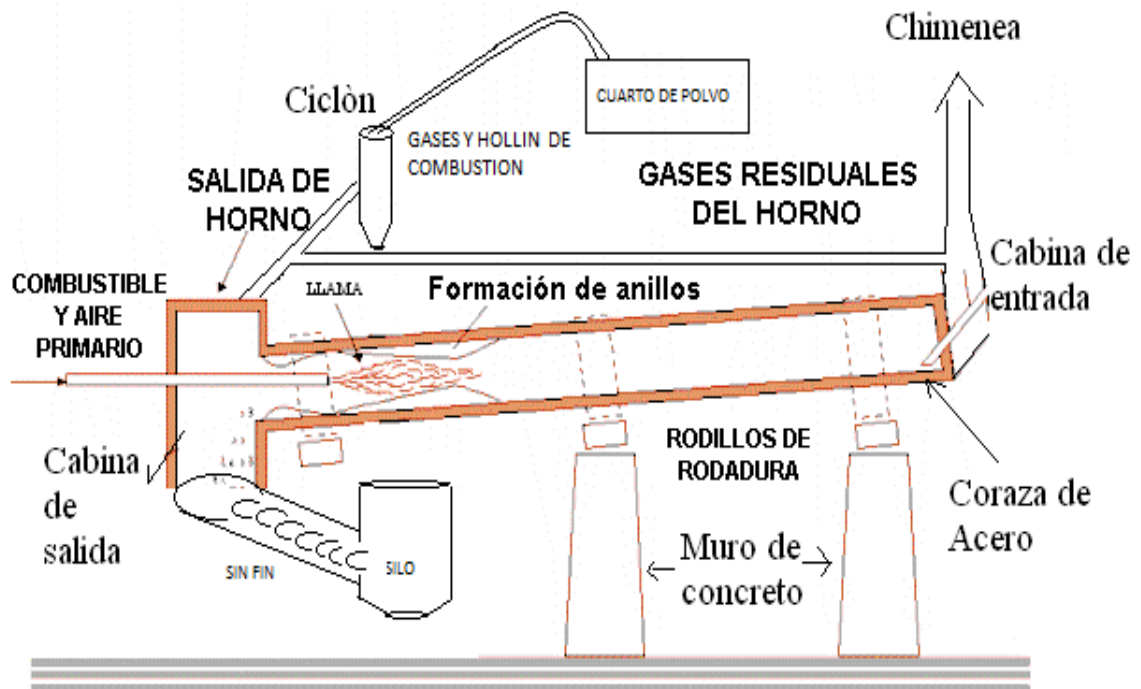 Chimenea
CUARTO DE POLVO
Ciclòn
GASES Y HOLLIN DE
COMBUSTION
SALIDA DE
HORNO
GASES RESIDUALES
DEL HORNO
COMBUSTIBLE
Y AIRE
PRIMARIO
LLAMA
Formación de anillos
Cabina de
entrada
Cabina
de
salida
RODILLOS DE
RODADURA
Coraza de
Acero
SIN FIN
SILO
Muro de
concreto